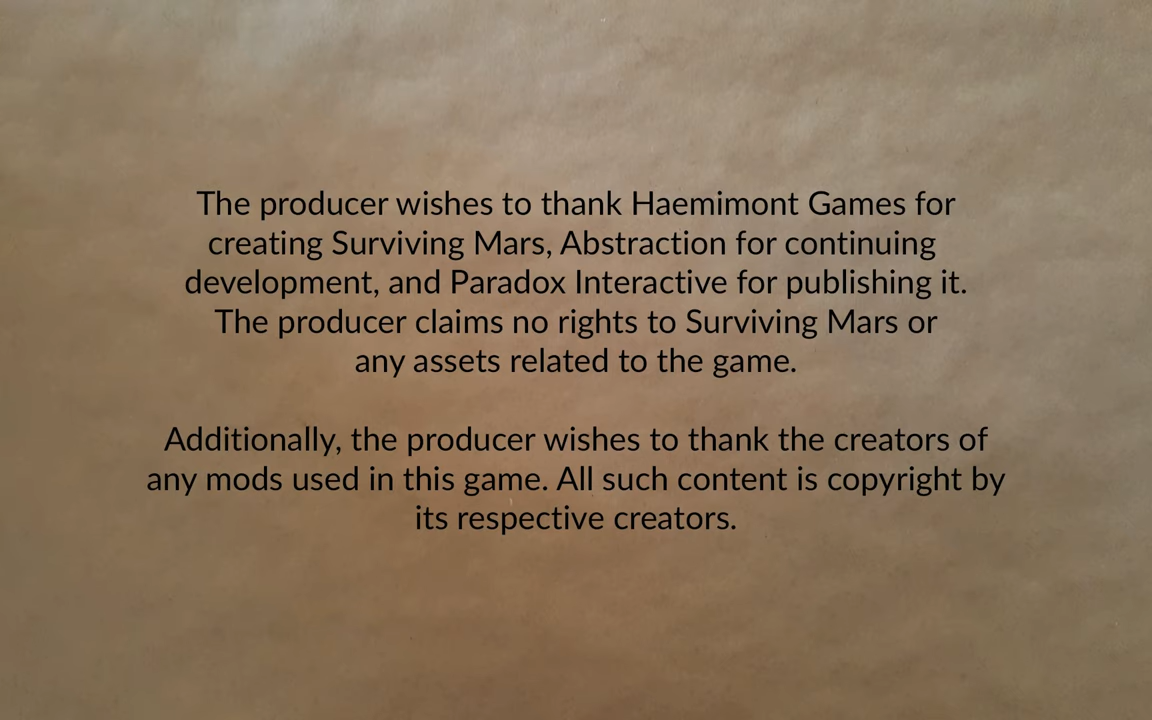 The producer wishes to thank Haemimont Games for
creating Surviving Mars, Abstraction for continuing
development, and Paradox Interactive for publishing it.
The producer claims no rights to Surviving Mars or
any assets related to the game.
Additionally, the producer wishes to thank the creators of
any mods used in this game. All such content is copyright by
its respective creators.